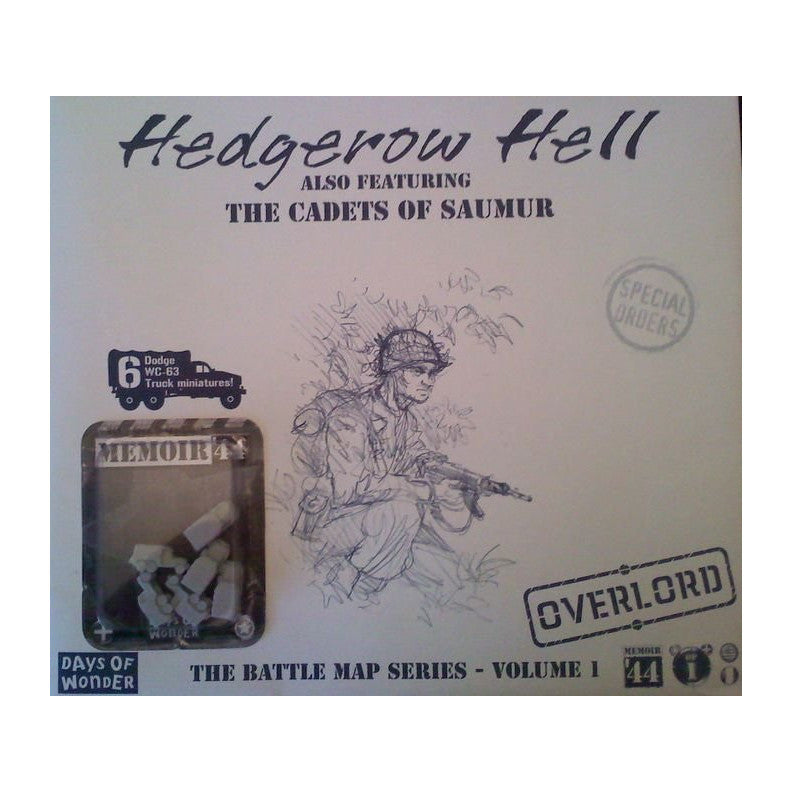 Hedgerow Hell
ALSO FEATURING
THE CADETS OF SAUMUR
SPECIAL
ORDERS
6 Dodge
WC-63
Truck miniatures!
MEMOIR '44
WONDER
OVERLORD
DAYS OF
WONDER
THE BATTLE MAP SERIES - VOLUME 1
MEMOIR
'44
1